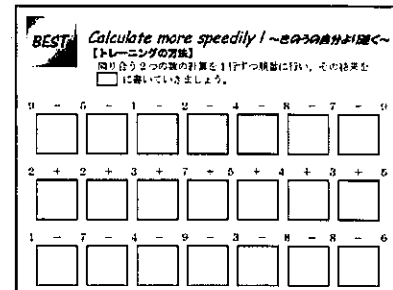 BEST
Calculate more speedily! ～きのうの自分より速く～
【トレーニングの方法】
隣り合う2つの数の計算を1行ずつ順番に行い、その結果を
□に書いていきましょう。
9 - 5 - 1 - 2 - 4 - 8 - 7 - 9
2 + 2 + 3 + 7 + 5 + 4 + 3 + 5
1 - 7 - 4 - 9 - 3 - 8 - 8 - 6